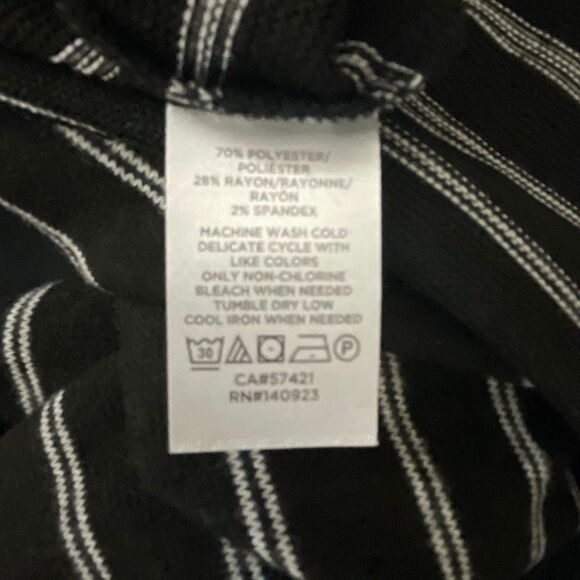 70% POLYESTER/
POLIÉSTER
28% RAYON/RAYONNE/
RAYÓN
2% SPANDEX
MACHINE WASH COLD
DELICATE CYCLE WITH
LIKE COLORS
ONLY NON-CHLORINE
BLEACH WHEN NEEDED
TUMBLE DRY LOW
COOL IRON WHEN NEEDED
30 P
CA#57421
RN#140923